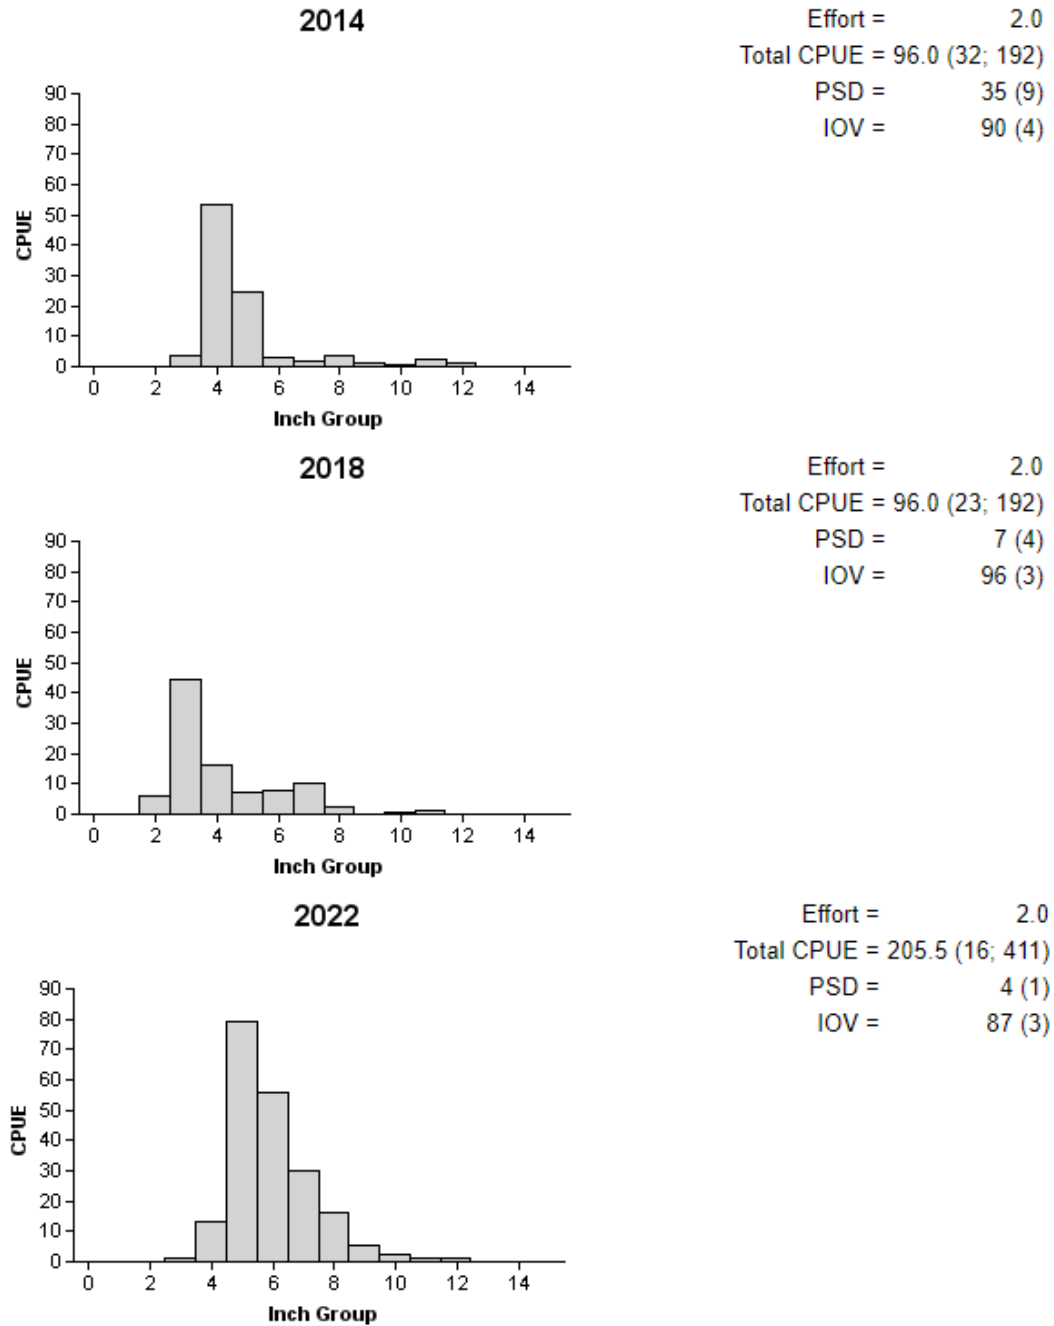 2014
Effort = 2.0
Total CPUE = 96.0 (32; 192)
PSD = 35 (9)
IOV = 90 (4)
90
80
70
60
50
40
30
20
10
0
CPUE
0 2 4 6 8 10 12 14
Inch Group
2018
Effort = 2.0
Total CPUE = 96.0 (23; 192)
PSD = 7 (4)
IOV = 96 (3)
90
80
70
60
50
40
30
20
10
0
CPUE
0 2 4 6 8 10 12 14
Inch Group
2022
Effort = 2.0
Total CPUE = 205.5 (16; 411)
PSD = 4 (1)
IOV = 87 (3)
90
80
70
60
50
40
30
20
10
0
CPUE
0 2 4 6 8 10 12 14
Inch Group